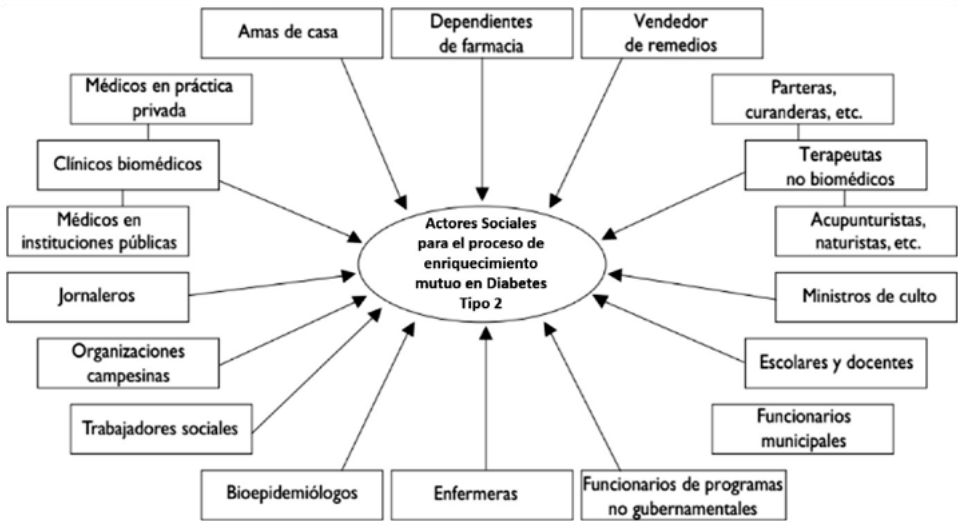 Amas de casa
Dependientes
de farmacia
Vendedor
de remedios
Médicos en práctica
privada
Parteras,
curanderas, etc.
Clínicos biomédicos
Terapeutas
no biomédicos
Médicos en
instituciones públicas
Acupunturistas,
naturistas, etc.
Actores Sociales
para el proceso de
enriquecimiento
mutuo en Diabetes
Tipo 2
Jornaleros
Ministros de culto
Organizaciones
campesinas
Escolares y docentes
Trabajadores sociales
Funcionarios
municipales
Bioepidemiólogos
Enfermeras
Funcionarios de programas
no gubernamentales